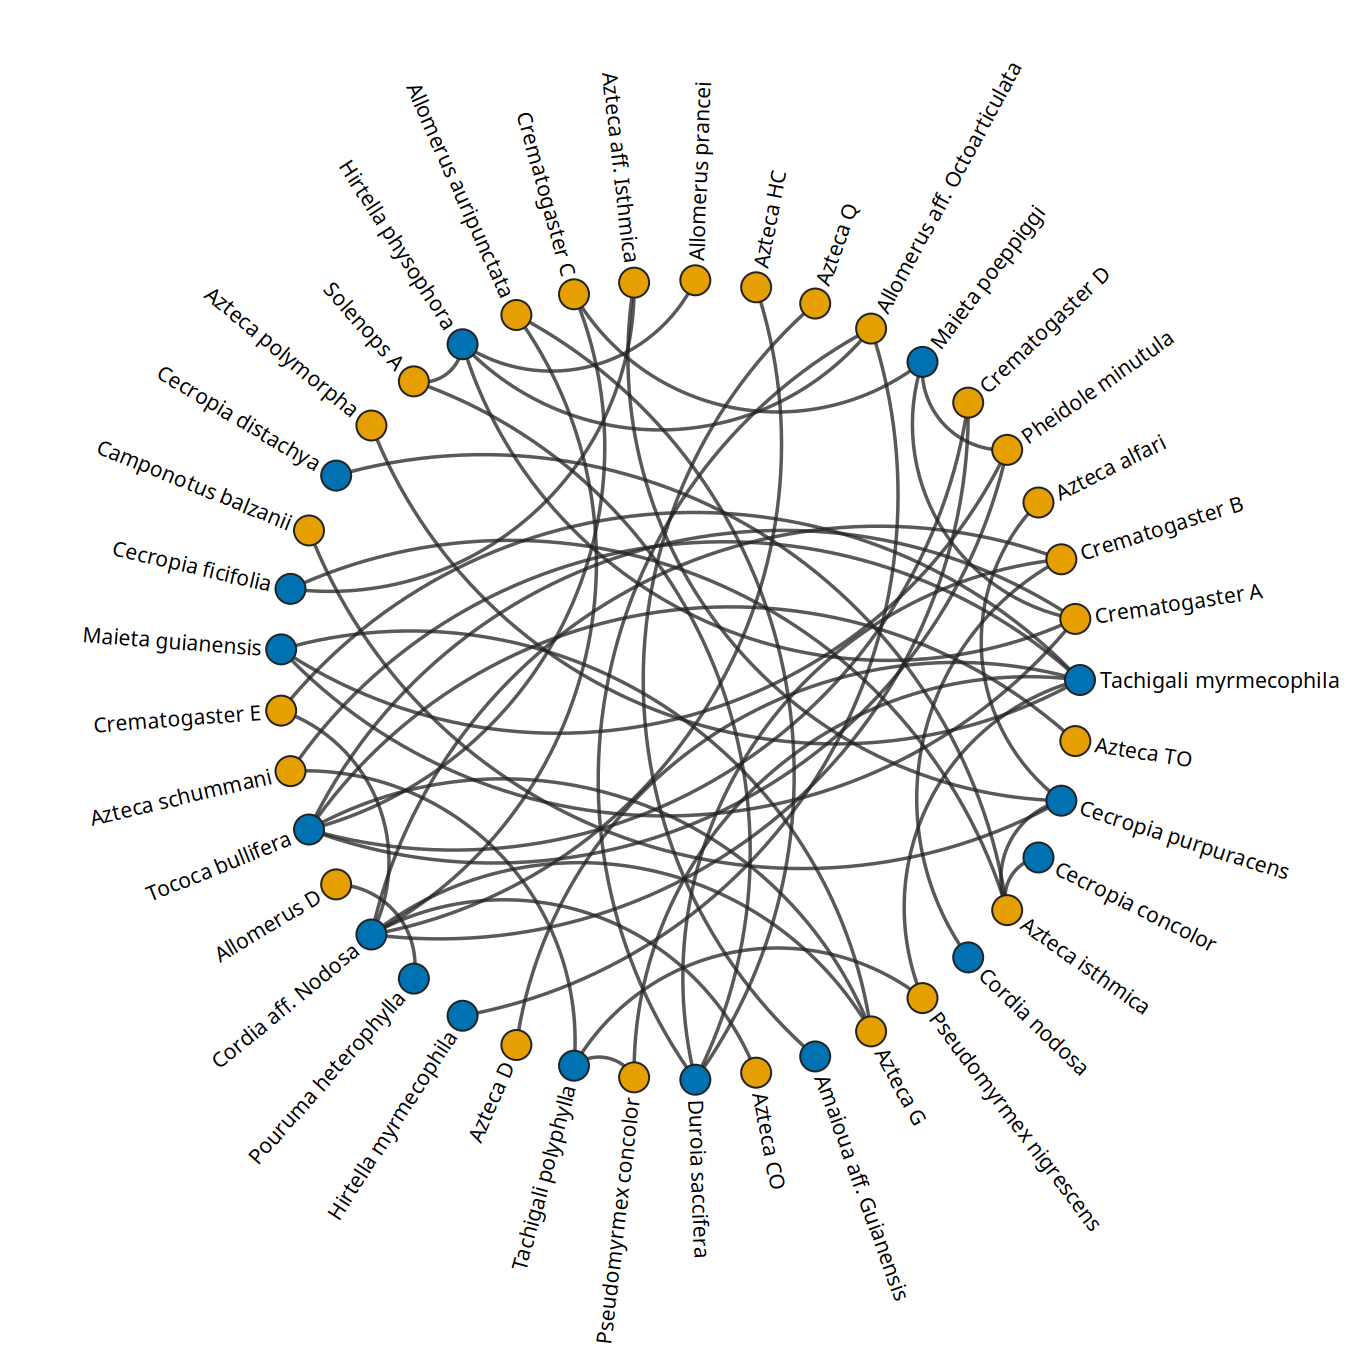 Azteca aff. Isthmica
Allomerus prancei
Azteca HC
Azteca Q
Allomerus aff. Octoarticulata
Maieta poeppiggi
Crematogaster D
Pheidole minutula
Azteca alfari
Crematogaster B
Crematogaster A
Tachigali myrmecophila
Azteca TO
Cecropia purpuracens
Cecropia concolor
Azteca isthmica
Cordia nodosa
Pseudomyrmex nigrescens
Azteca G
Amaioua aff. Guianensis
Azteca CO
Duroia saccifera
Pseudomyrmex concolor
Tachigali polyphylla
Azteca D
Hirtella myrmecophila
Pouruma heterophylla
Cordia aff. Nodosa
Allomerus D
Tococa bullifera
Azteca schummani
Crematogaster E
Maieta guianensis
Cecropia ficifolia
Camponotus balzanii
Cecropia distachya
Azteca polymorpha
Solenops A
Hirtella physophora
Allomerus auripunctata
Crematogaster C